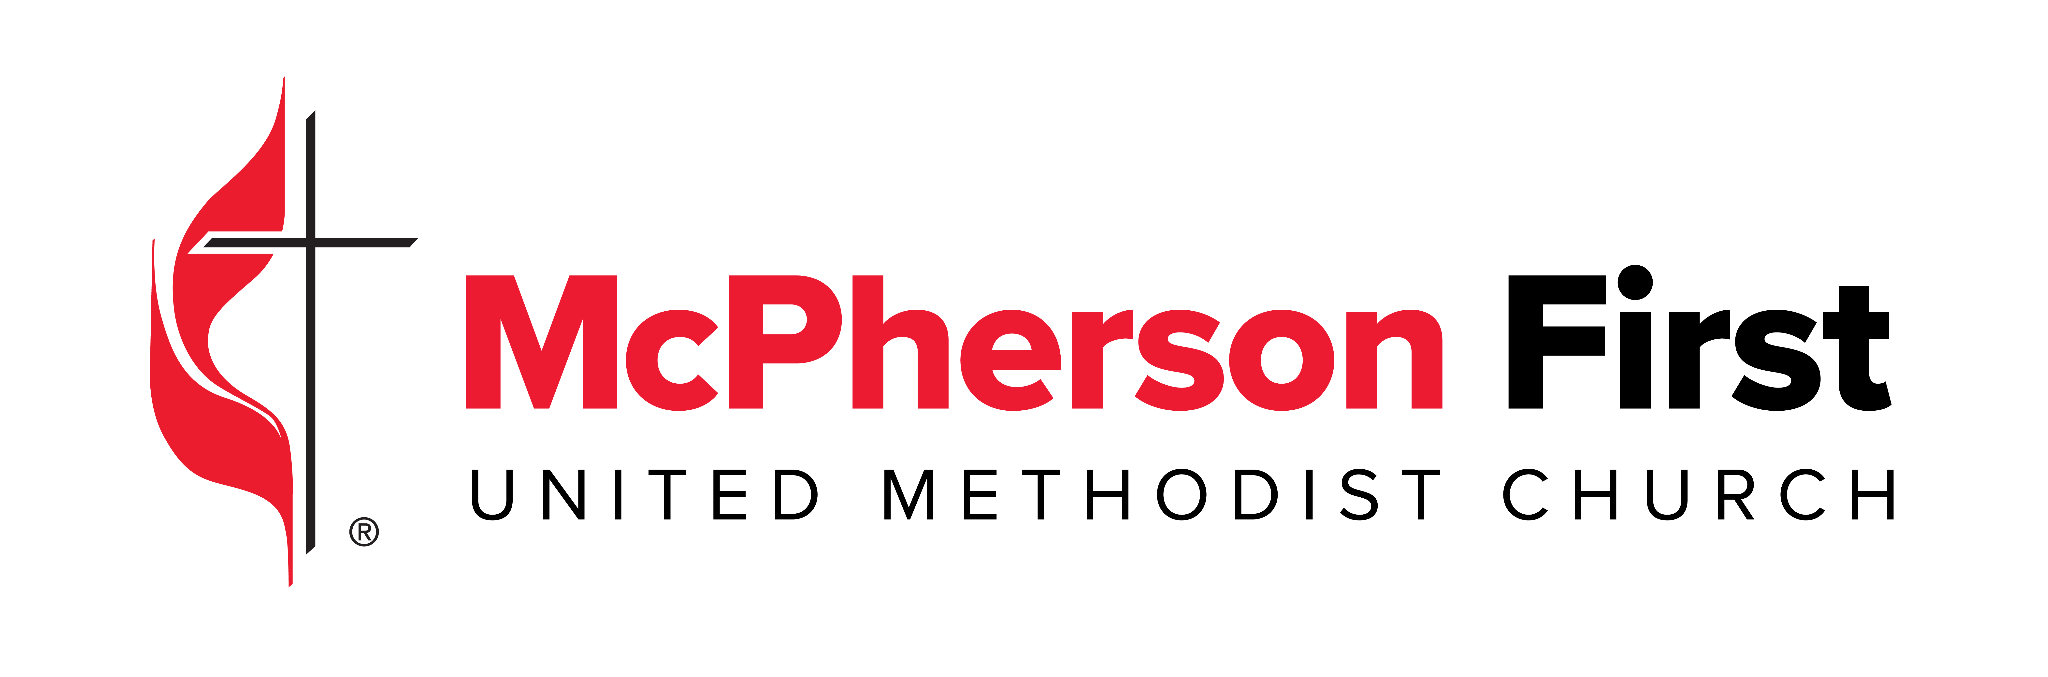 McPherson First
UNITED METHODIST CHURCH
®